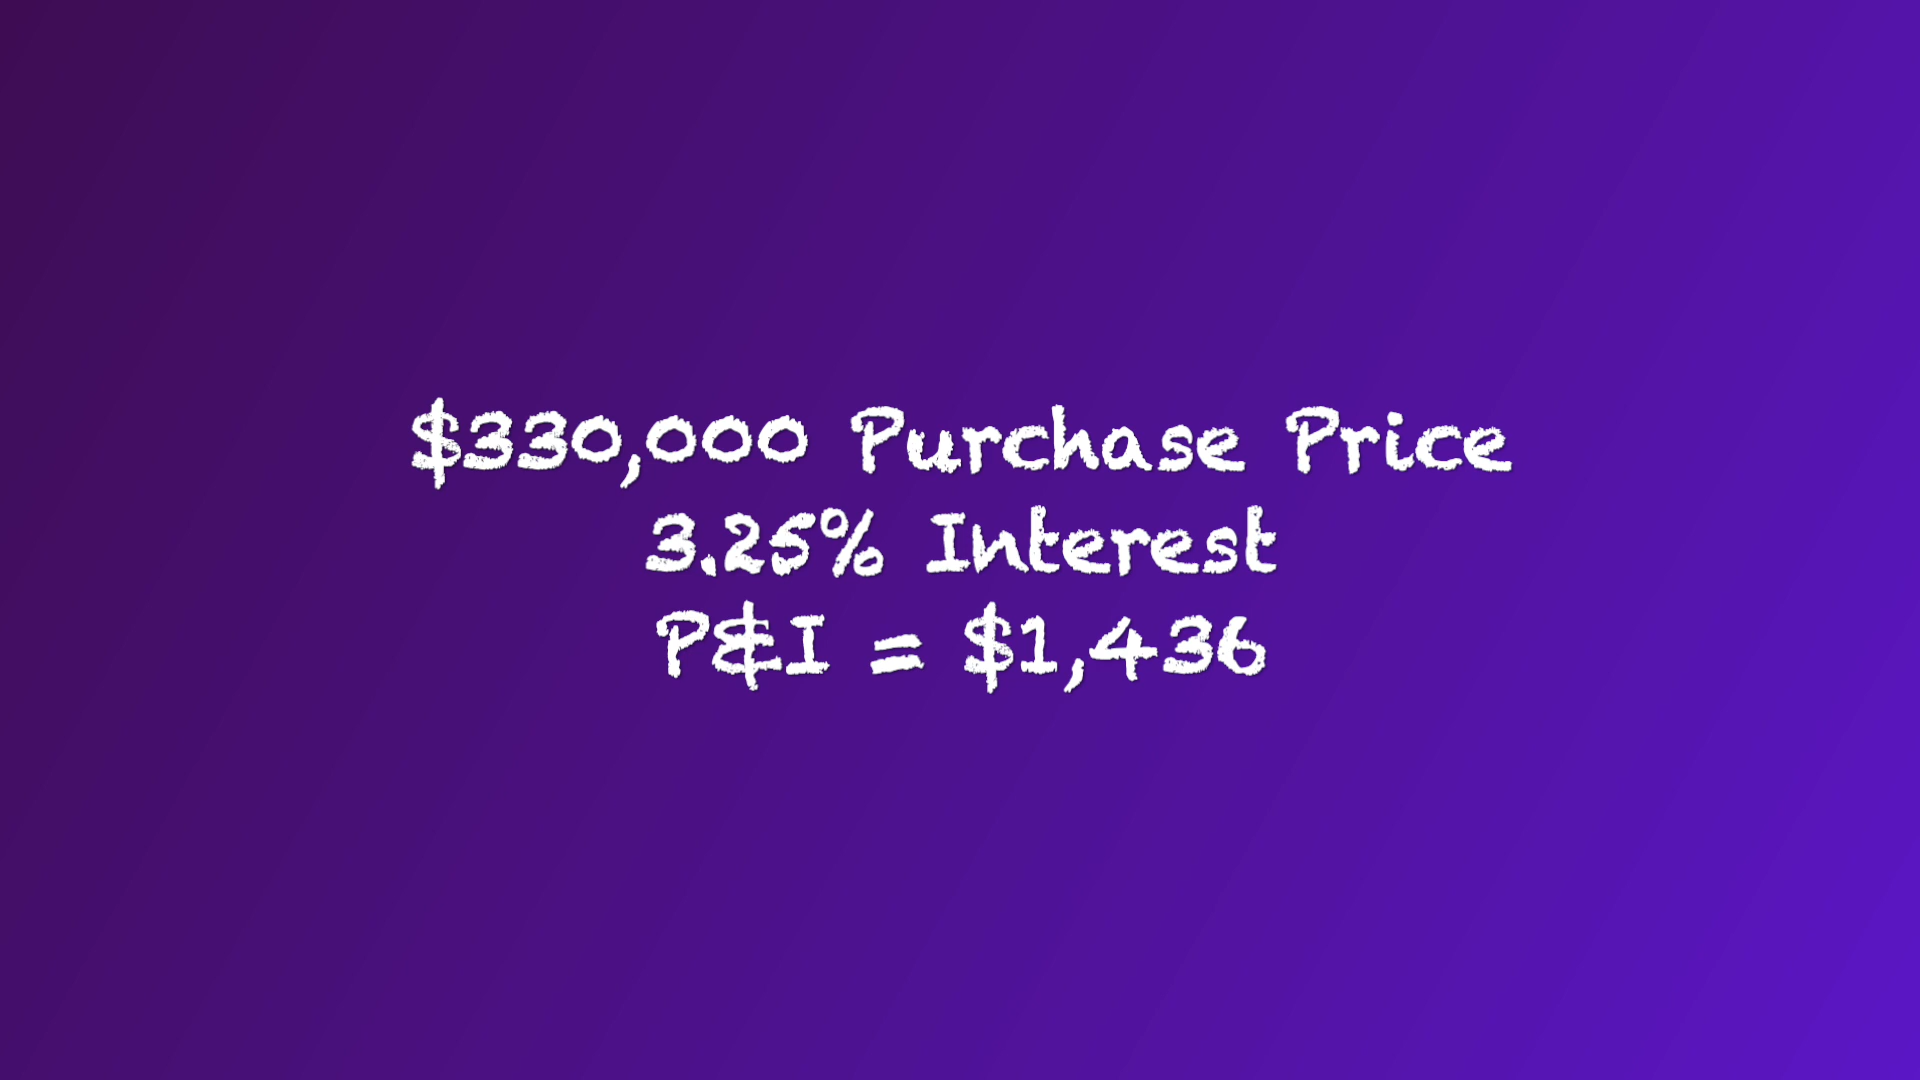 $330,000 Purchase Price
3.25% Interest
P&I = $1,436